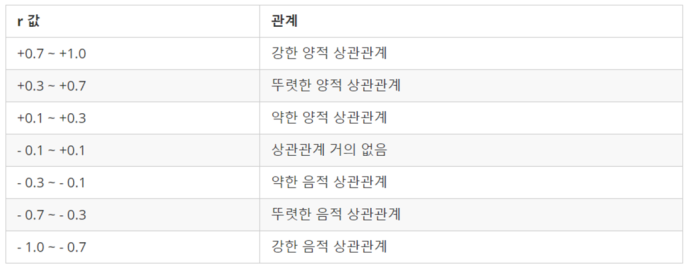 r 값 관계
+0.7 ~ +1.0 강한 양적 상관관계
+0.3 ~ +0.7 뚜렷한 양적 상관관계
+0.1 ~ +0.3 약한 양적 상관관계
- 0.1 ~ +0.1 상관관계 거의 없음
- 0.3 ~ - 0.1 약한 음적 상관관계
- 0.7 ~ - 0.3 뚜렷한 음적 상관관계
- 1.0 ~ - 0.7 강한 음적 상관관계